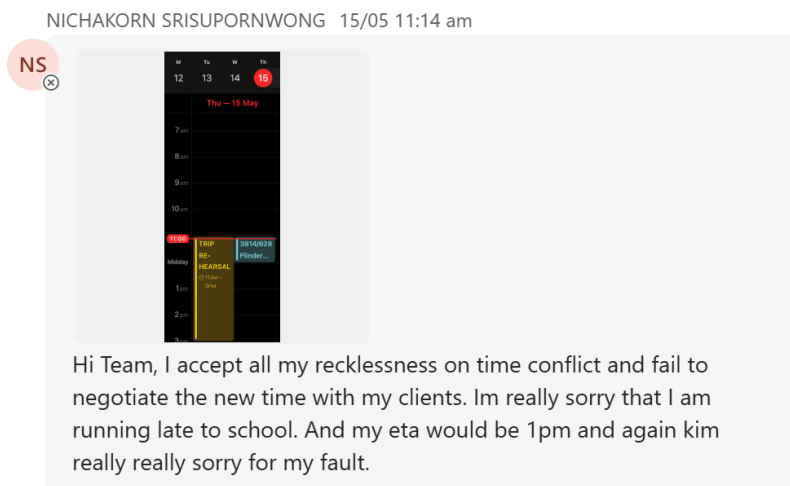 NICHAKORN SRISUPORNWONG 15/05 11:14 am
NS
M Tu W Th
12 13 14 15
Thu — 15 May
7 am
8 am
9 am
10 am
11:06
TRIP
RE-
HEARSAL
11AM–
3PM
3814/628
Flinder...
Midday
1 pm
2 pm
3 pm
Hi Team, I accept all my recklessness on time conflict and fail to
negotiate the new time with my clients. Im really sorry that I am
running late to school. And my eta would be 1pm and again kim
really really sorry for my fault.